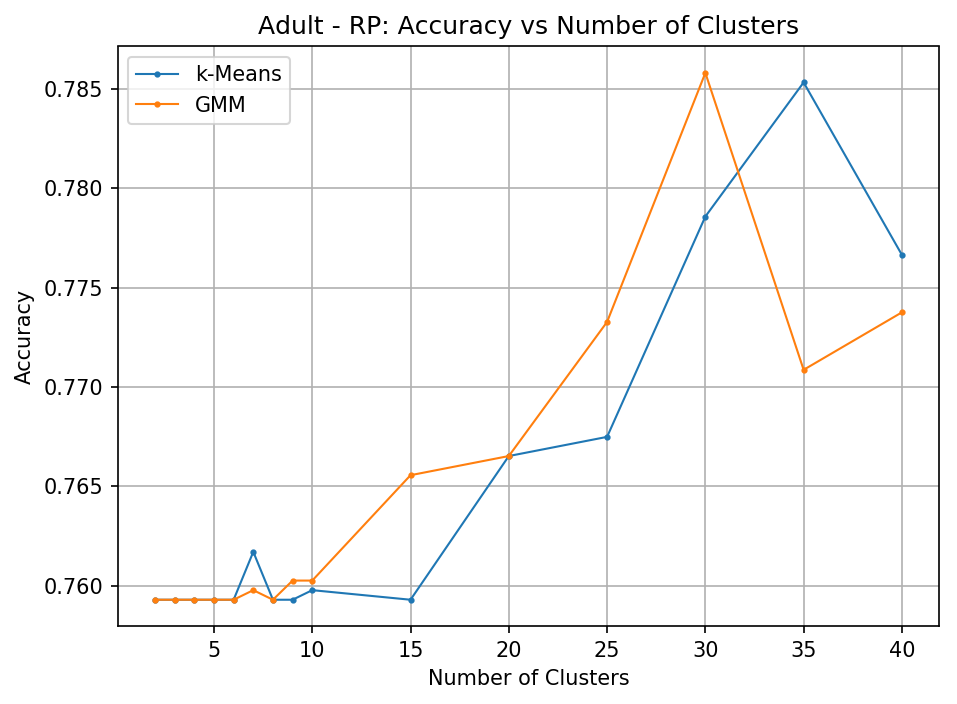 Adult - RP: Accuracy vs Number of Clusters
k-Means
GMM
Accuracy
0.785
0.780
0.775
0.770
0.765
0.760
5 10 15 20 25 30 35 40
Number of Clusters